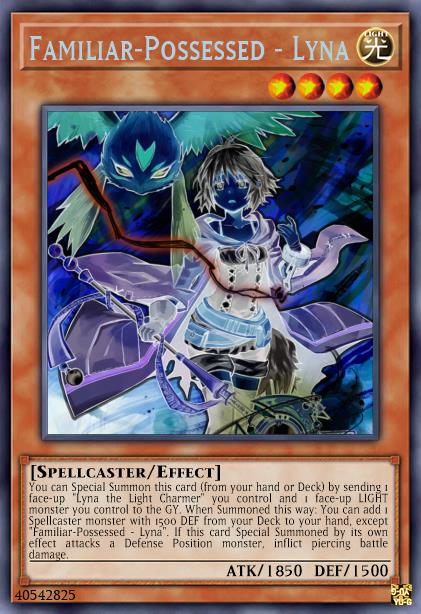 Familiar-Possessed - Lyna
LIGHT
光
[Spellcaster/Effect]
You can Special Summon this card (from your hand or Deck) by sending 1
face-up "Lyna the Light Charmer" you control and 1 face-up LIGHT
monster you control to the GY. When Summoned this way: You can add 1
Spellcaster monster with 1500 DEF from your Deck to your hand, except
"Familiar-Possessed - Lyna". If this card Special Summoned by its own
effect attacks a Defense Position monster, inflict piercing battle
damage.
ATK/1850 DEF/1500
40542825